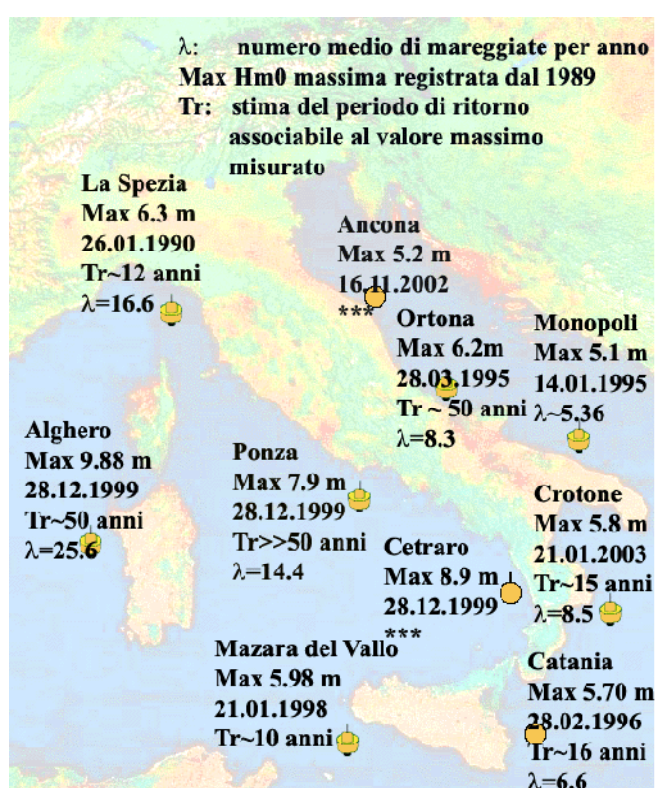 λ: numero medio di mareggiate per anno
Max Hm0 massima registrata dal 1989
Tr: stima del periodo di ritorno
associabile al valore massimo
misurato
La Spezia
Max 6.3 m
26.01.1990
Tr~12 anni
λ=16.6
Ancona
Max 5.2 m
16.11.2002
***
Ortona
Max 6.2m
28.03.1995
Tr ~ 50 anni
λ=8.3
Monopoli
Max 5.1 m
14.01.1995
λ~5.36
Alghero
Max 9.88 m
28.12.1999
Tr~50 anni
λ=25.6
Ponza
Max 7.9 m
28.12.1999
Tr>>50 anni
λ=14.4
Cetraro
Max 8.9 m
28.12.1999
***
Crotone
Max 5.8 m
21.01.2003
Tr~15 anni
λ=8.5
Mazara del Vallo
Max 5.98 m
21.01.1998
Tr~10 anni
Catania
Max 5.70 m
28.02.1996
Tr~16 anni
λ=6.6